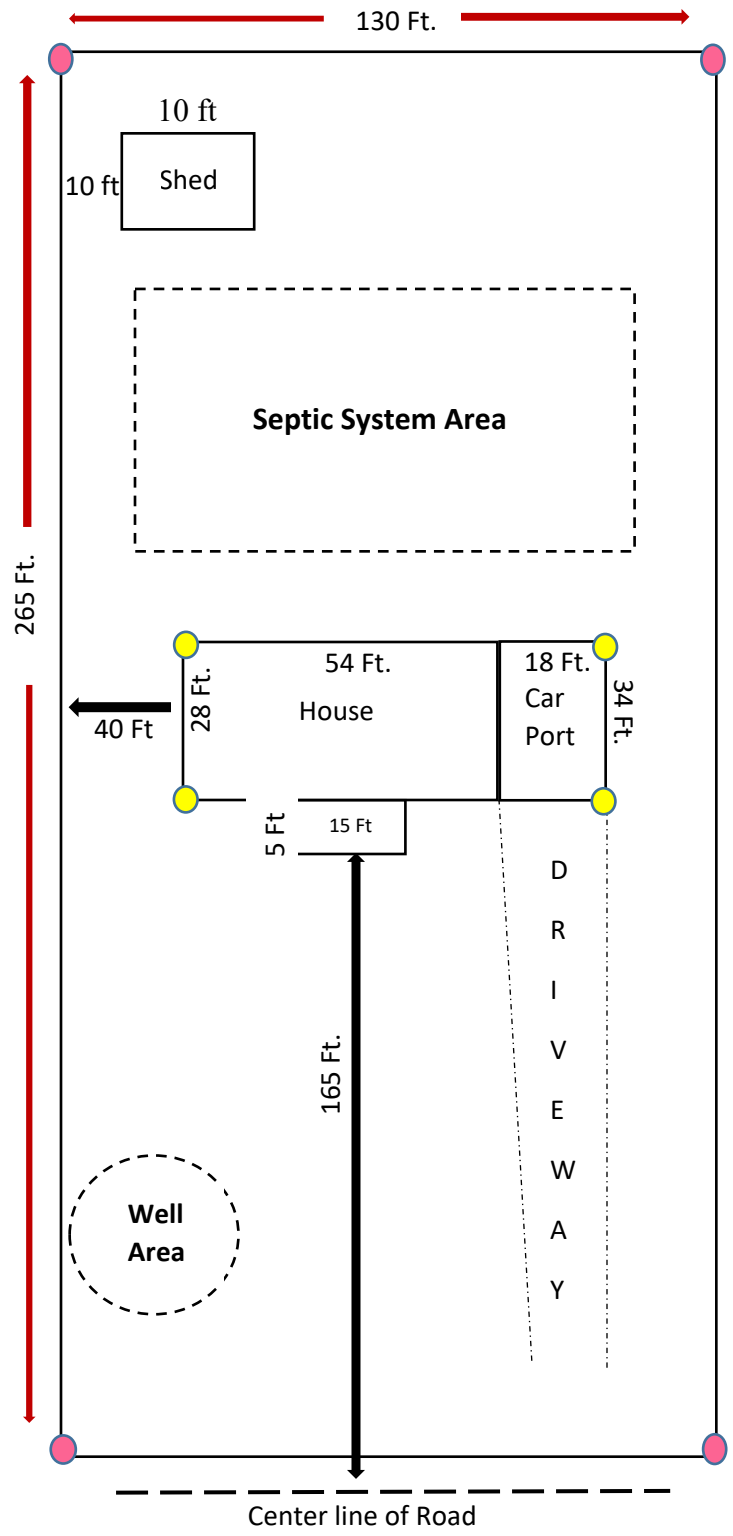 130 Ft.
10 ft
10 ft
Shed
Septic System Area
265 Ft.
54 Ft.
18 Ft.
28 Ft.
House
Car
Port
34 Ft.
40 Ft
5 Ft
15 Ft
D
R
I
V
E
W
A
Y
165 Ft.
Well
Area
Center line of Road